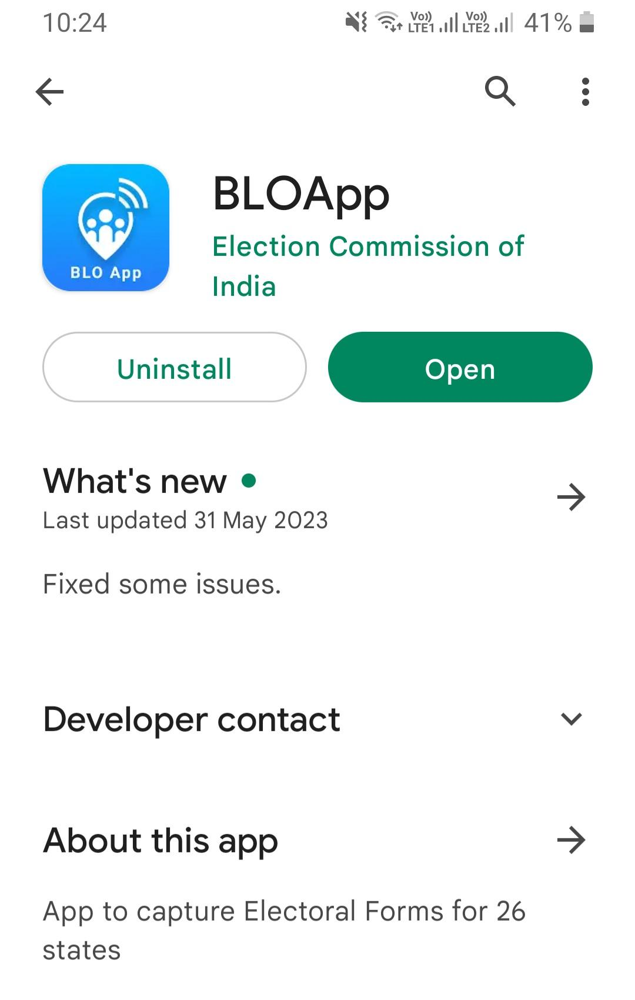 10:24
Vo)) LTE1 Vo)) LTE2 41%
BLO App
BLOApp
Election Commission of
India
Uninstall
Open
What's new
Last updated 31 May 2023
Fixed some issues.
Developer contact
About this app
App to capture Electoral Forms for 26
states